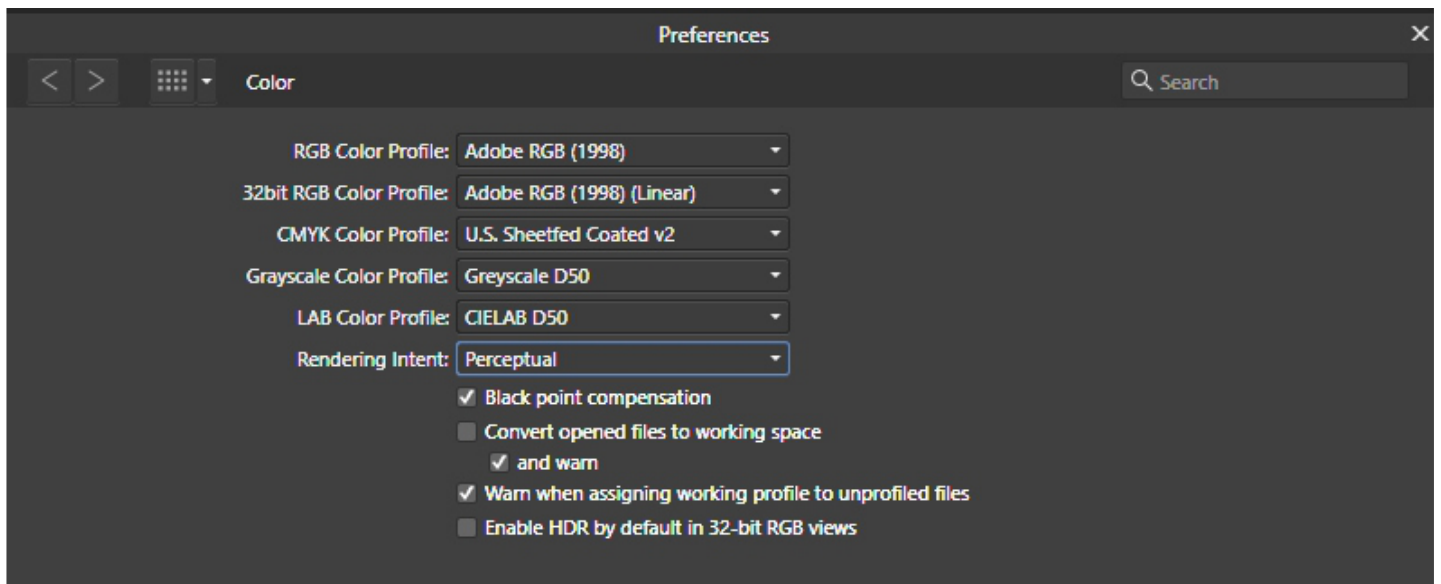 Preferences
Color
Search
RGB Color Profile: Adobe RGB (1998)
32bit RGB Color Profile: Adobe RGB (1998) (Linear)
CMYK Color Profile: U.S. Sheetfed Coated v2
Grayscale Color Profile: Greyscale D50
LAB Color Profile: CIELAB D50
Rendering Intent: Perceptual
Black point compensation
Convert opened files to working space
and warn
Warn when assigning working profile to unprofiled files
Enable HDR by default in 32-bit RGB views